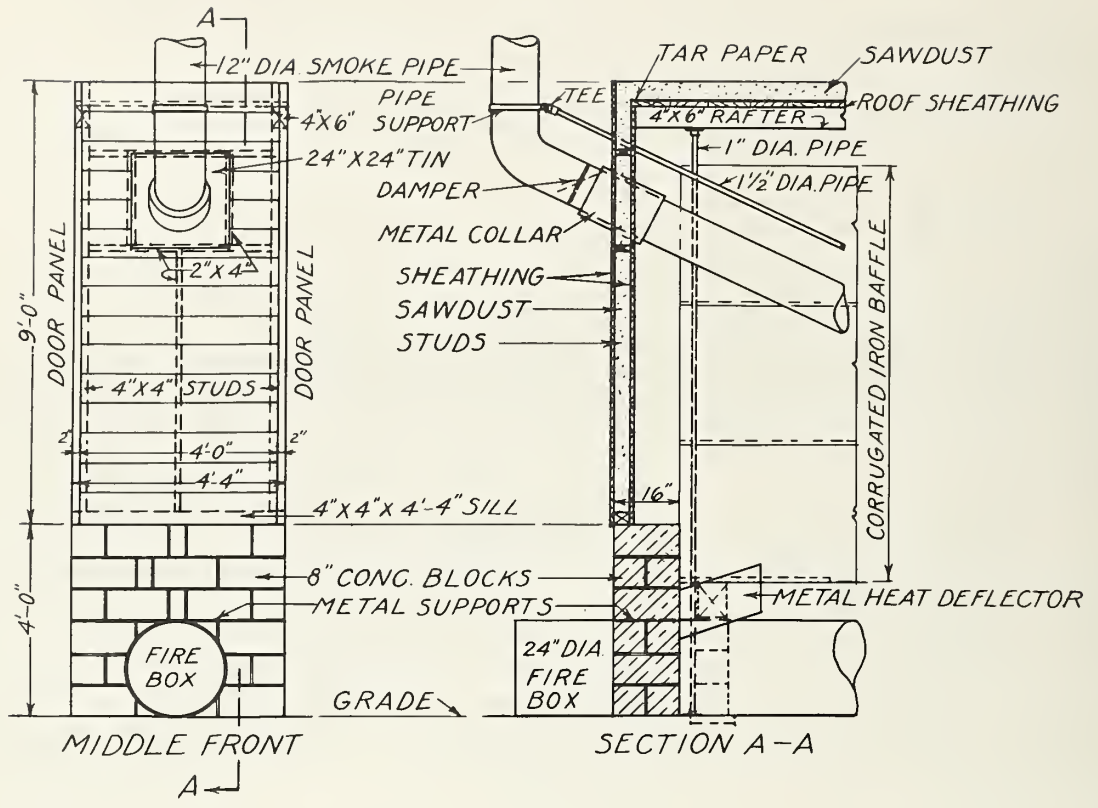 A
12" DIA. SMOKE PIPE
TAR PAPER
SAWDUST
PIPE
SUPPORT
TEE
4"X6"
ROOF SHEATHING
4"X6" RAFTER
24"X24" TIN
1" DIA. PIPE
DAMPER
1½" DIA. PIPE
METAL COLLAR
DOOR PANEL
2"X4"
DOOR PANEL
9'-0"
SHEATHING
SAWDUST
STUDS
CORRUGATED IRON BAFFLE
4"X4" STUDS
2"
4'-0"
2"
4'-4"
16"
4"X4"X4'-4" SILL
4'-0"
8" CONC. BLOCKS
METAL SUPPORTS
METAL HEAT DEFLECTOR
FIRE
BOX
24" DIA.
FIRE
BOX
GRADE
MIDDLE FRONT
SECTION A-A
A